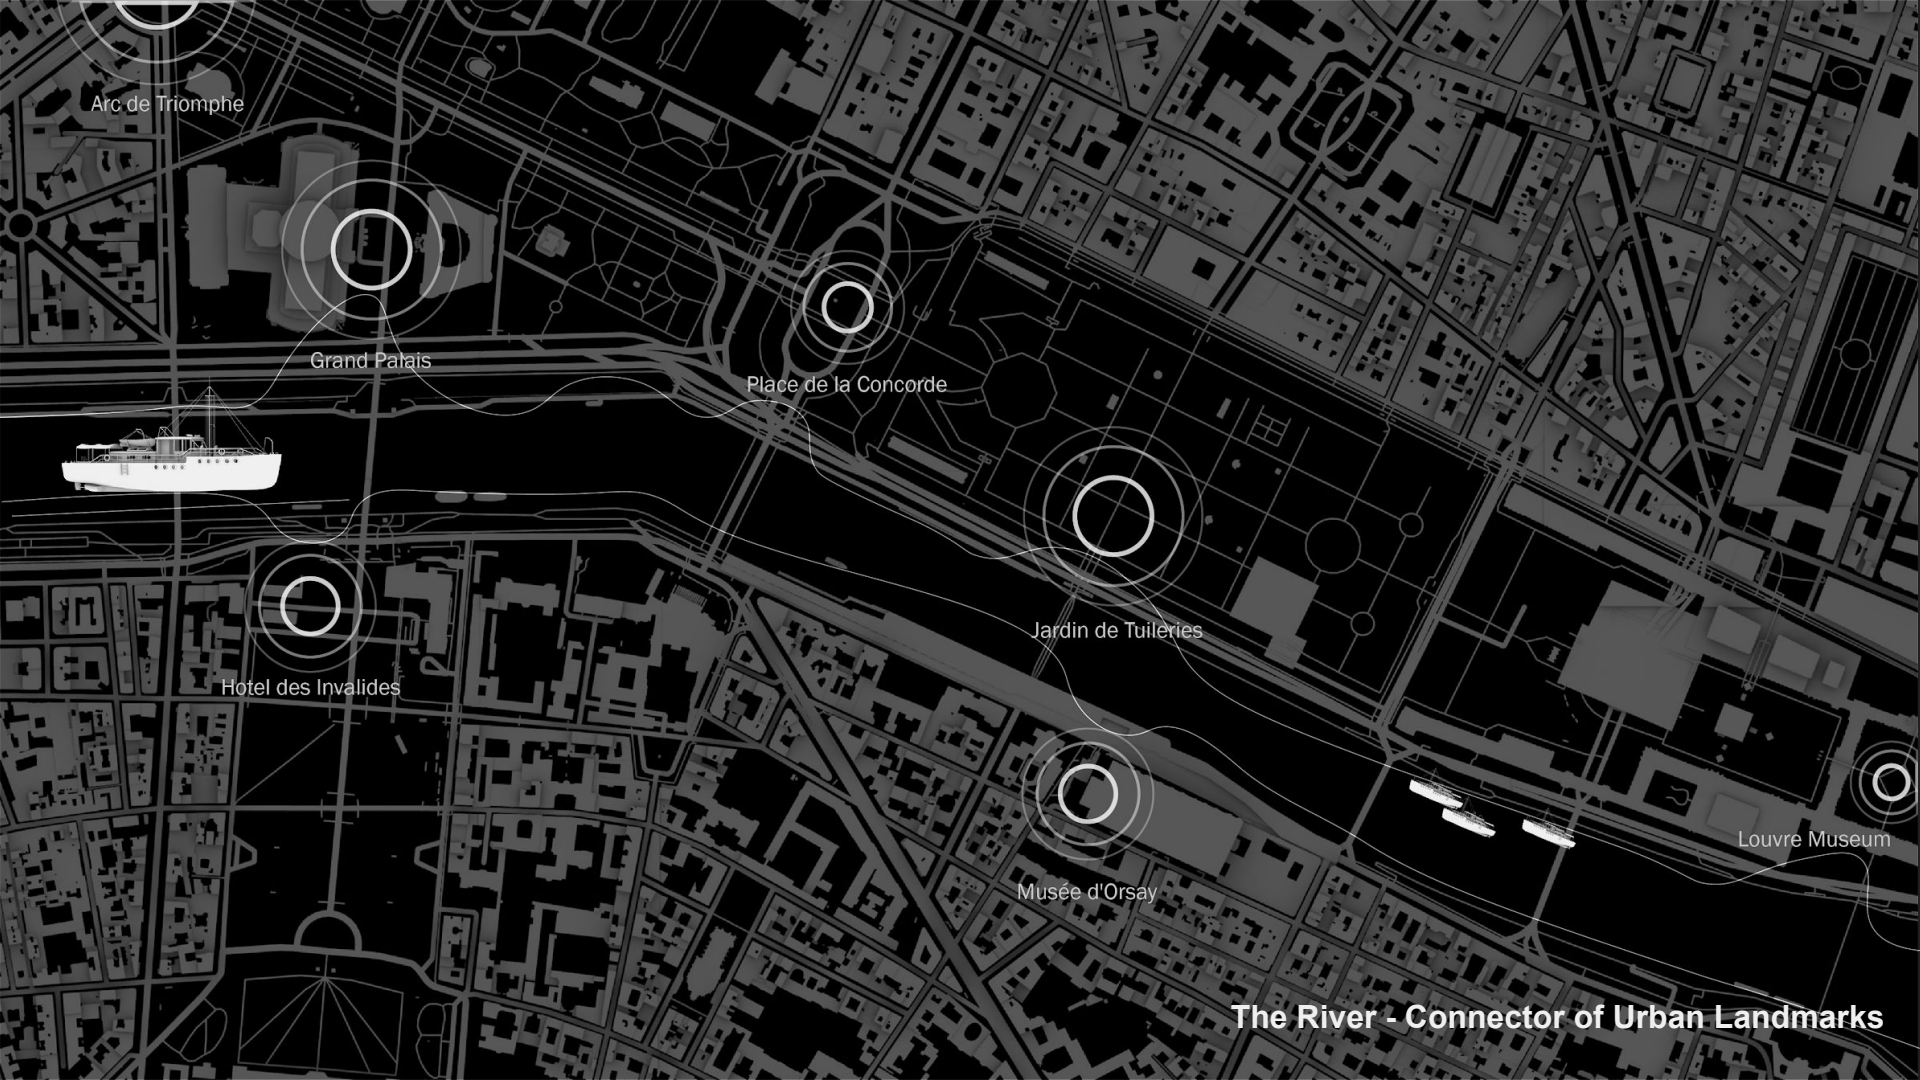 Arc de Triomphe
Grand Palais
Place de la Concorde
Jardin de Tuileries
Hotel des Invalides
Louvre Museum
Musée d'Orsay
The River - Connector of Urban Landmarks